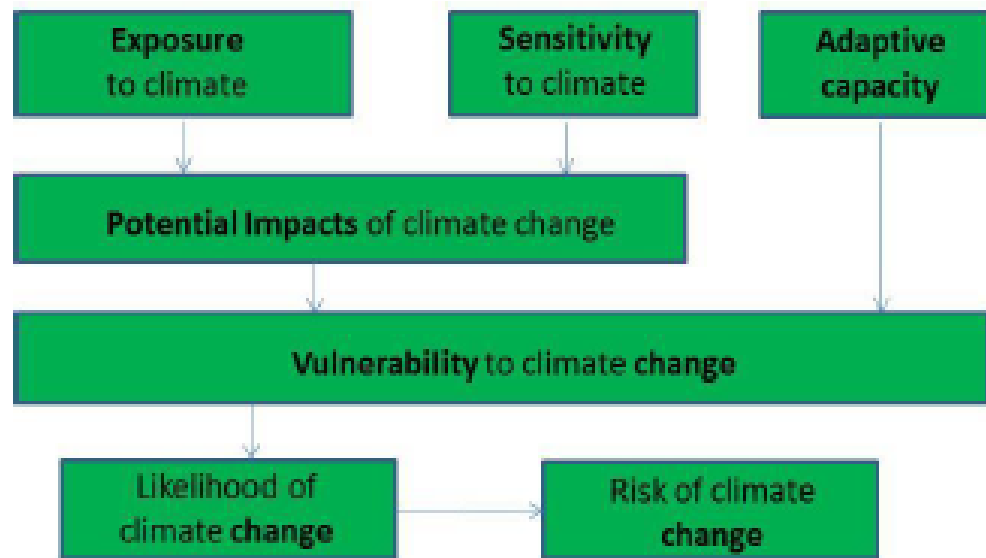 Exposure
to climate
Sensitivity
to climate
Adaptive
capacity
Potential Impacts of climate change
Vulnerability to climate change
Likelihood of
climate change
Risk of climate
change